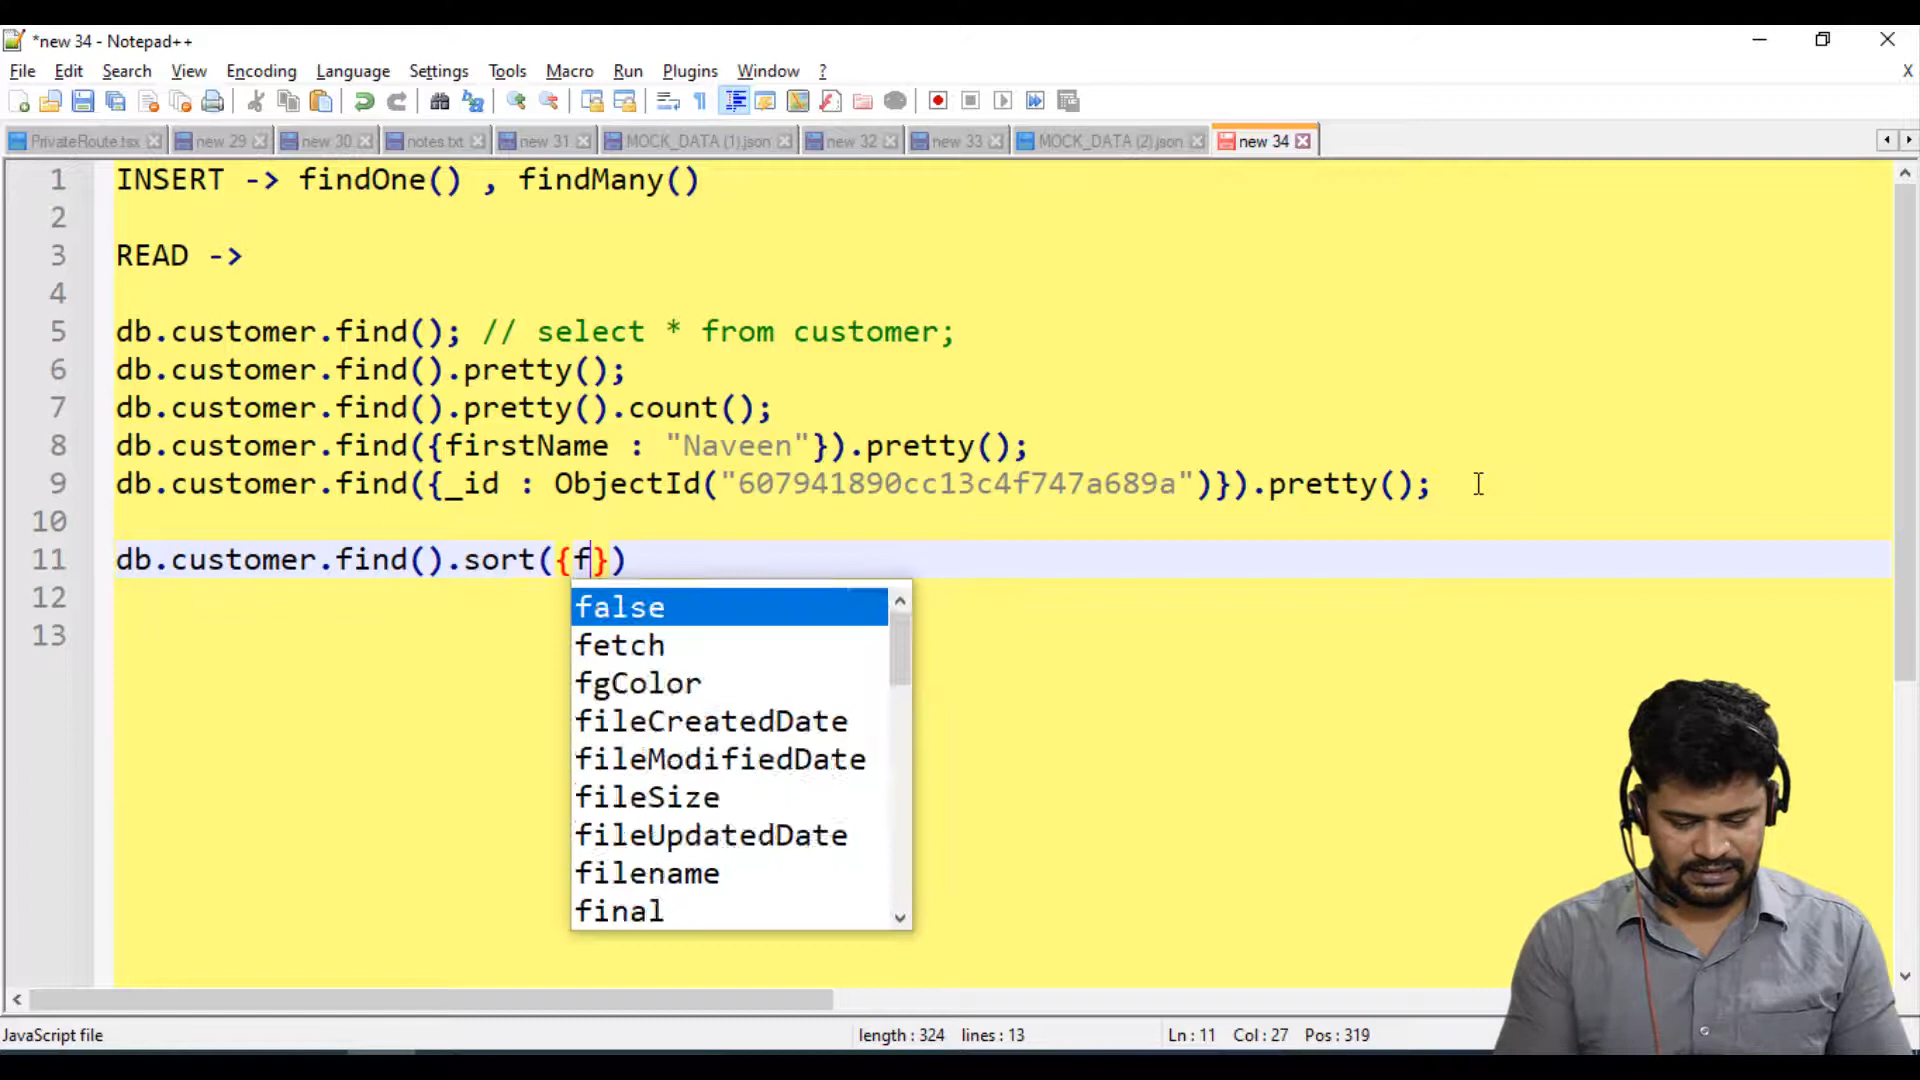 *new 34 - Notepad++
File Edit Search View Encoding Language Settings Tools Macro Run Plugins Window ? X
PrivateRoute.tsx new 29 new 30 notes.txt new 31 MOCK_DATA (1).json new 32 new 33 MOCK_DATA (2).json new 34
1 INSERT -> findOne() , findMany()
2
3 READ ->
4
5 db.customer.find(); // select * from customer;
6 db.customer.find().pretty();
7 db.customer.find().pretty().count();
8 db.customer.find({firstName : "Naveen"}).pretty();
9 db.customer.find({_id : ObjectId("607941890cc13c4f747a689a")}).pretty();
10
11 db.customer.find().sort({f})
12
13
false
fetch
fgColor
fileCreatedDate
fileModifiedDate
fileSize
fileUpdatedDate
filename
final
JavaScript file length : 324 lines : 13 Ln : 11 Col : 27 Pos : 319